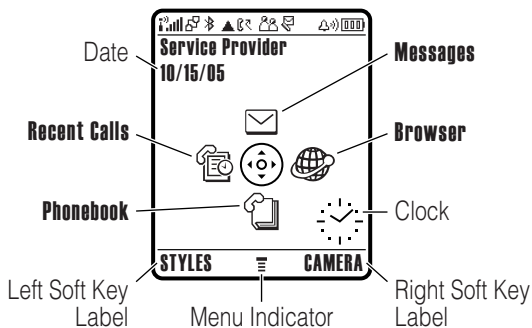 Service Provider
Date
10/15/05
Messages
Recent Calls
Browser
Phonebook
Clock
STYLES
CAMERA
Left Soft Key
Label
Menu Indicator
Right Soft Key
Label